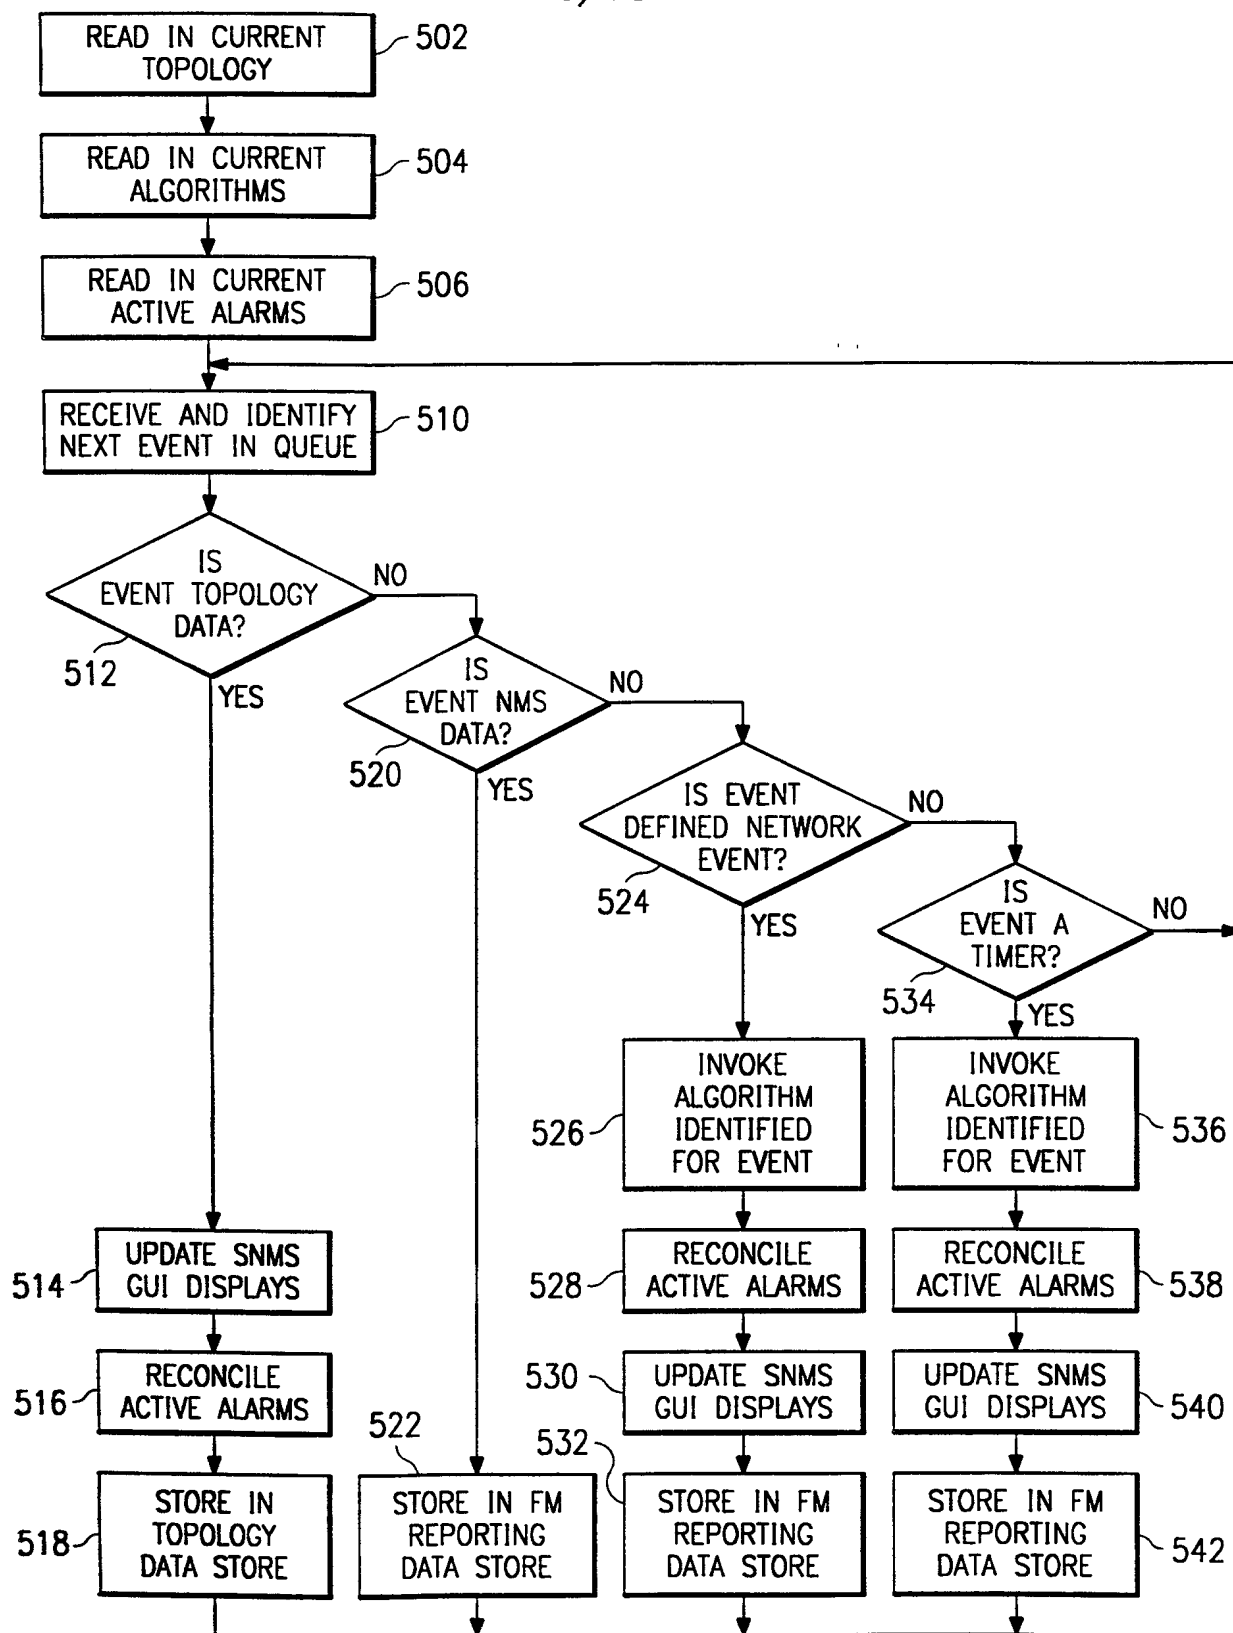 READ IN CURRENT
TOPOLOGY
502
READ IN CURRENT
ALGORITHMS
504
READ IN CURRENT
ACTIVE ALARMS
506
RECEIVE AND IDENTIFY
NEXT EVENT IN QUEUE
510
IS
EVENT TOPOLOGY
DATA?
NO
512
YES
IS
EVENT NMS
DATA?
NO
520
YES
IS EVENT
DEFINED NETWORK
EVENT?
NO
524
YES
IS
EVENT A
TIMER?
NO
534
YES
INVOKE
ALGORITHM
IDENTIFIED
FOR EVENT
526
INVOKE
ALGORITHM
IDENTIFIED
FOR EVENT
536
UPDATE SNMS
GUI DISPLAYS
514
RECONCILE
ACTIVE ALARMS
528
RECONCILE
ACTIVE ALARMS
538
RECONCILE
ACTIVE ALARMS
516
UPDATE SNMS
GUI DISPLAYS
530
UPDATE SNMS
GUI DISPLAYS
540
STORE IN
TOPOLOGY
DATA STORE
518
522
STORE IN FM
REPORTING
DATA STORE
532
STORE IN FM
REPORTING
DATA STORE
STORE IN FM
REPORTING
DATA STORE
542